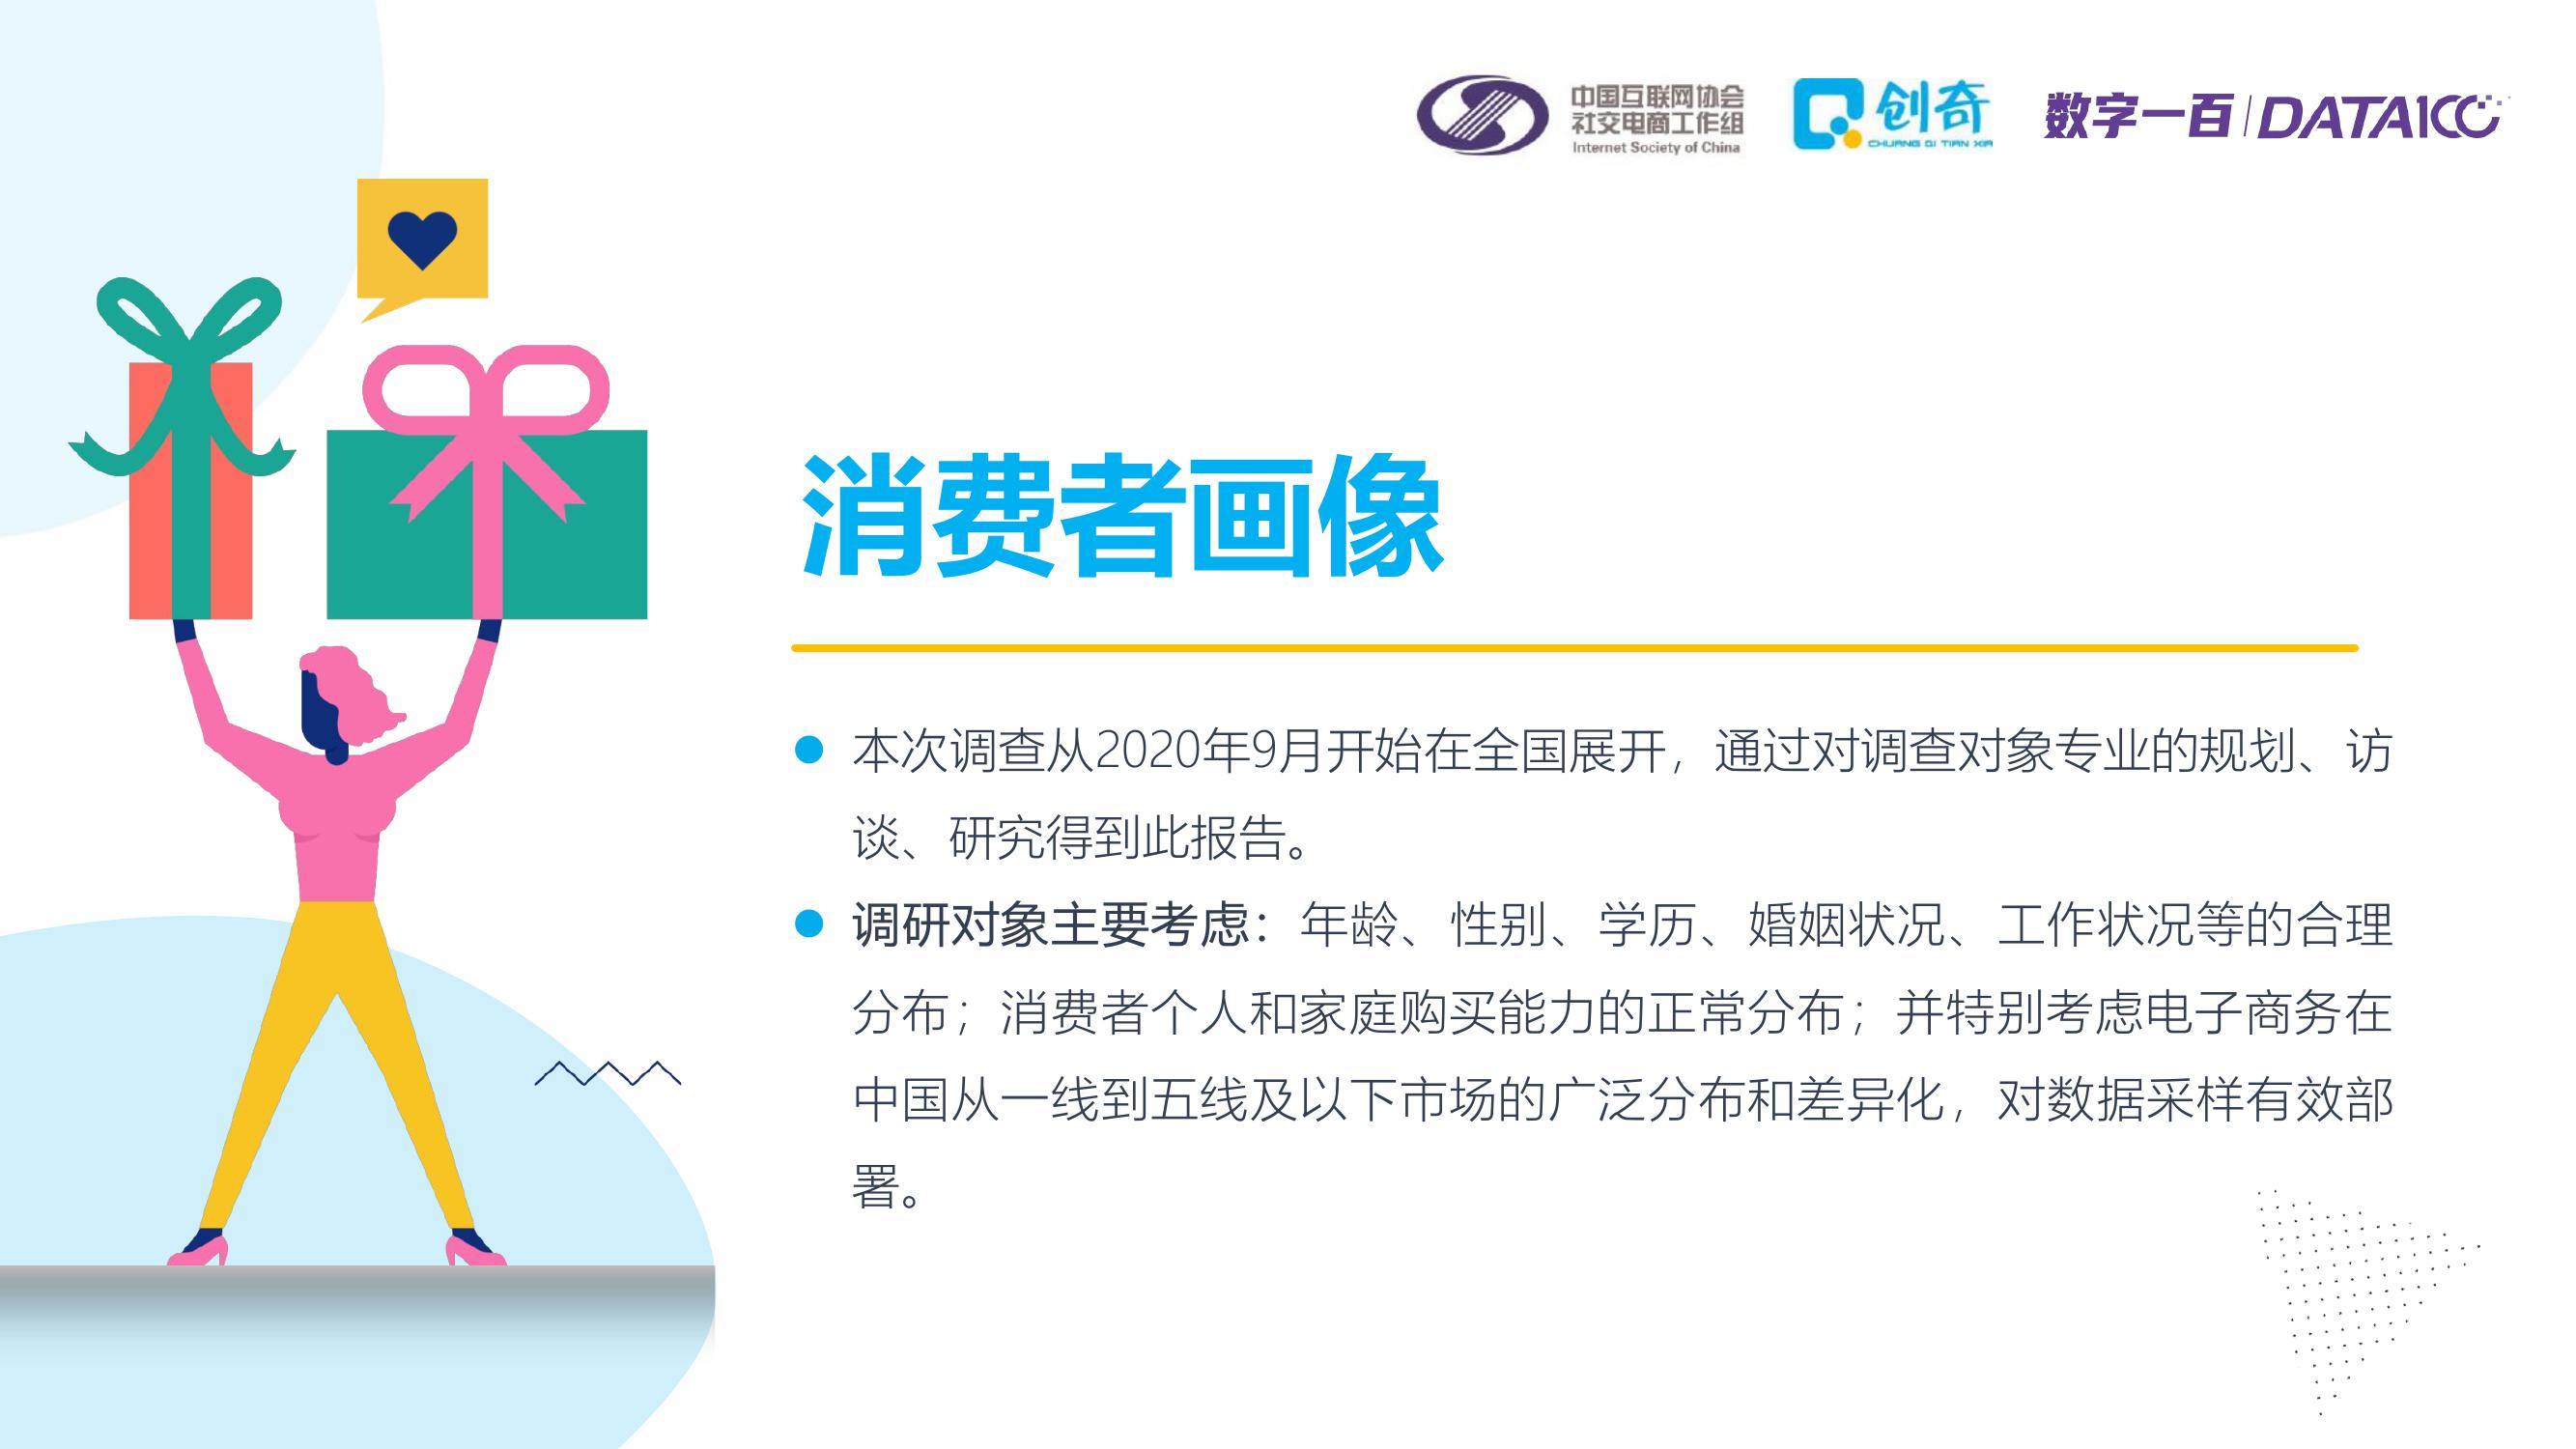 中国互联网协会
社交电商工作组
Internet Society of China
创奇
CHUANG QI TIAN XIA
数字一百 DATA100
消费者画像
本次调查从2020年9月开始在全国展开，通过对调查对象专业的规划、访
谈、研究得到此报告。
调研对象主要考虑：年龄、性别、学历、婚姻状况、工作状况等的合理
分布；消费者个人和家庭购买能力的正常分布；并特别考虑电子商务在
中国从一线到五线及以下市场的广泛分布和差异化，对数据采样有效部
署。